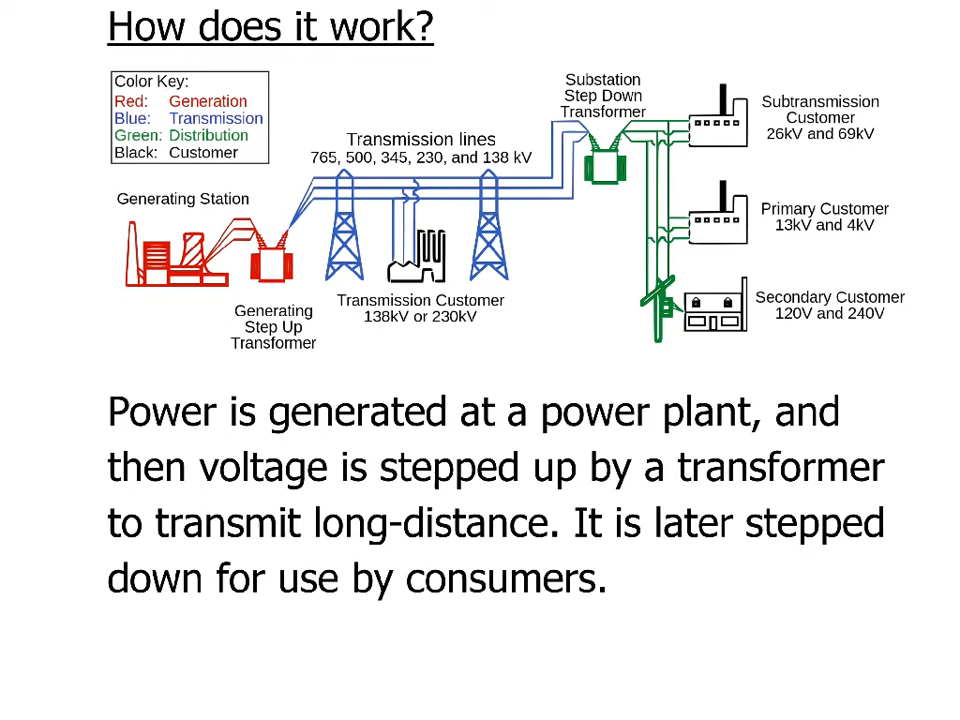 How does it work?
Color Key:
Red: Generation
Blue: Transmission
Green: Distribution
Black: Customer
Generating Station
Generating
Step Up
Transformer
Transmission lines
765, 500, 345, 230, and 138 kV
Transmission Customer
138kV or 230kV
Substation
Step Down
Transformer
Subtransmission
Customer
26kV and 69kV
Primary Customer
13kV and 4kV
Secondary Customer
120V and 240V
Power is generated at a power plant, and
then voltage is stepped up by a transformer
to transmit long-distance. It is later stepped
down for use by consumers.